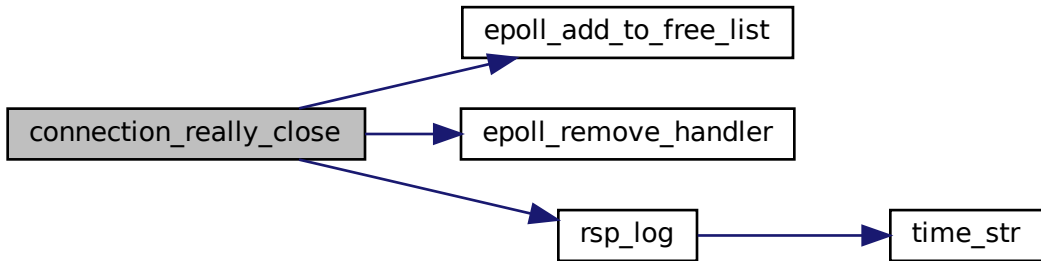 epoll_add_to_free_list
connection_really_close
epoll_remove_handler
rsp_log
time_str